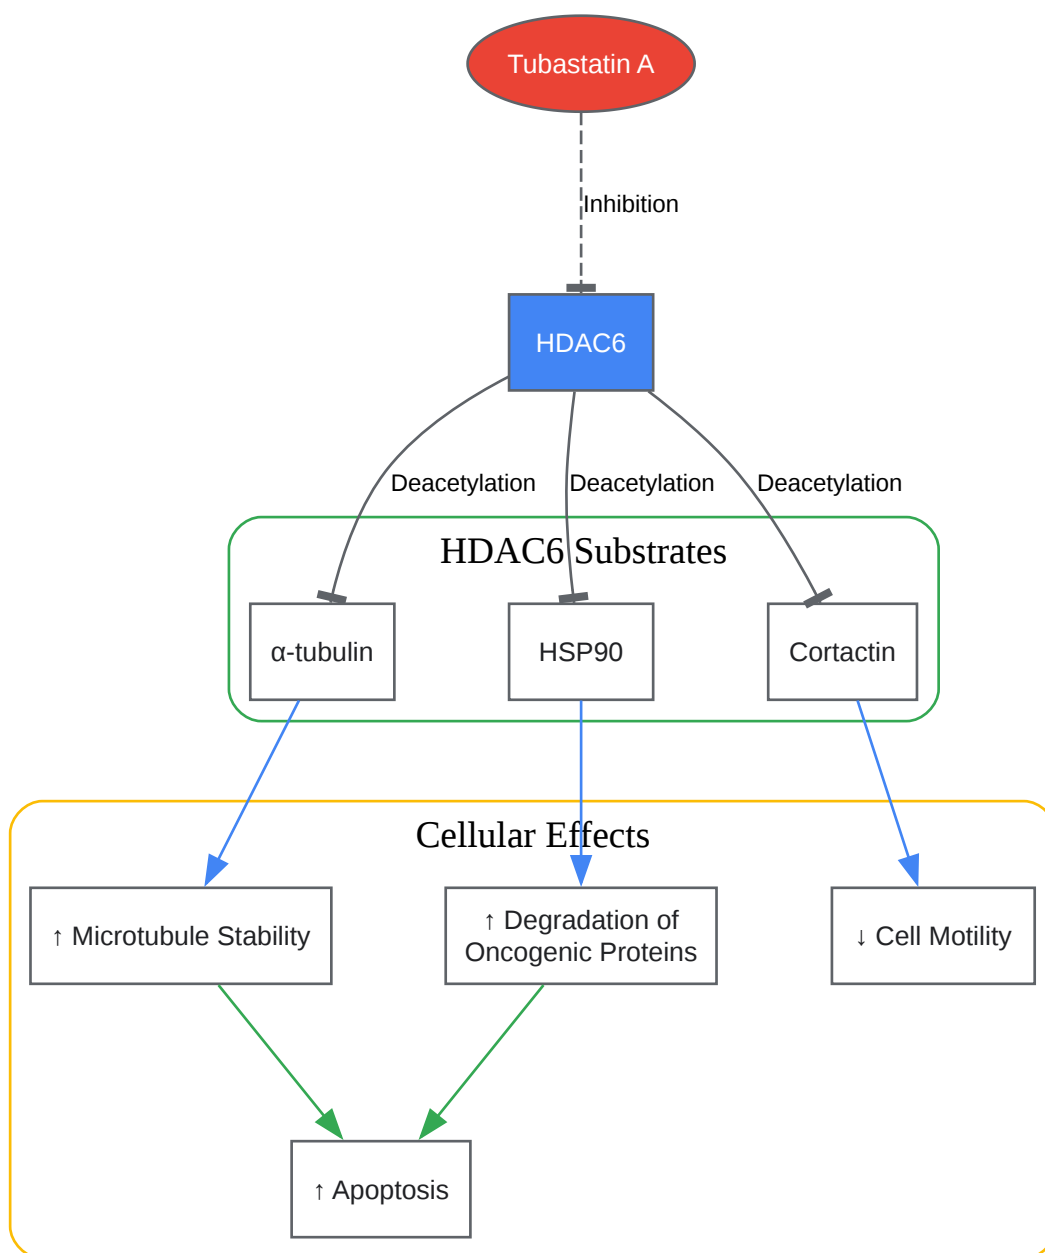 Tubastatin A
Inhibition
HDAC6
Deacetylation
Deacetylation
Deacetylation
HDAC6 Substrates
α-tubulin
HSP90
Cortactin
Cellular Effects
↑ Microtubule Stability
↑ Degradation of
Oncogenic Proteins
↓ Cell Motility
↑ Apoptosis